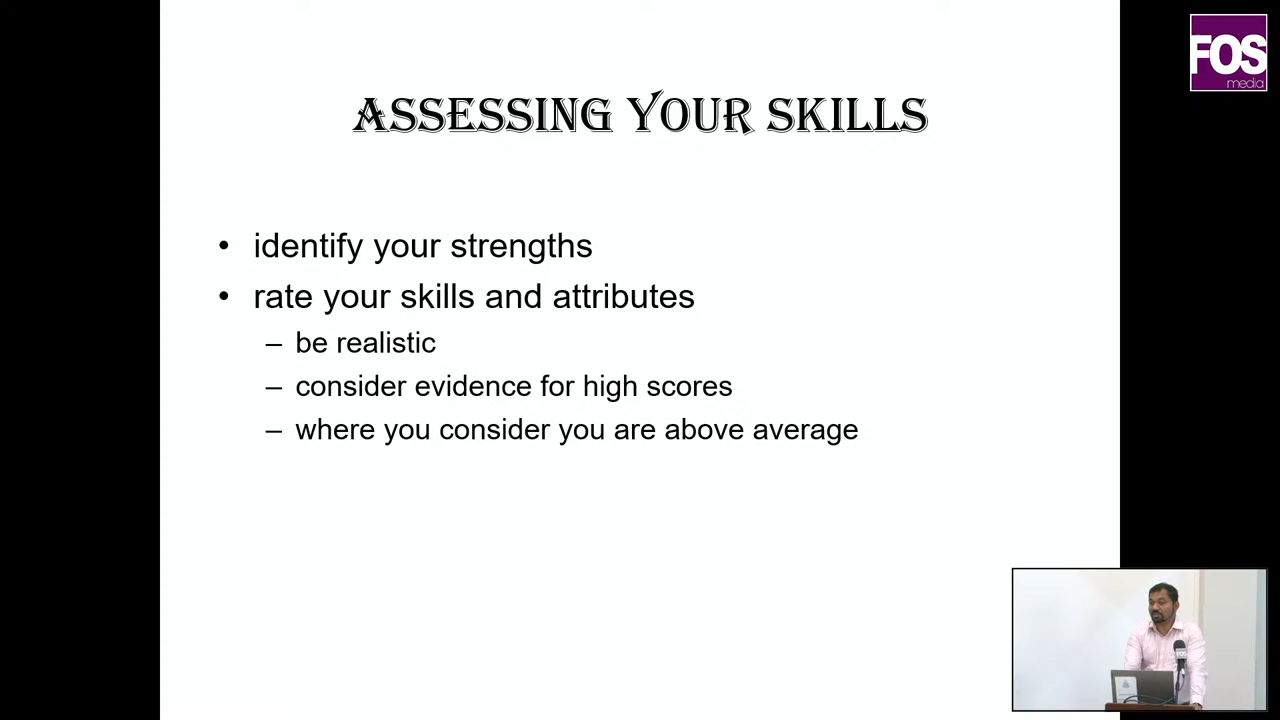 FOS
media
ASSESSING YOUR SKILLS
• identify your strengths
• rate your skills and attributes
– be realistic
– consider evidence for high scores
– where you consider you are above average
FOS